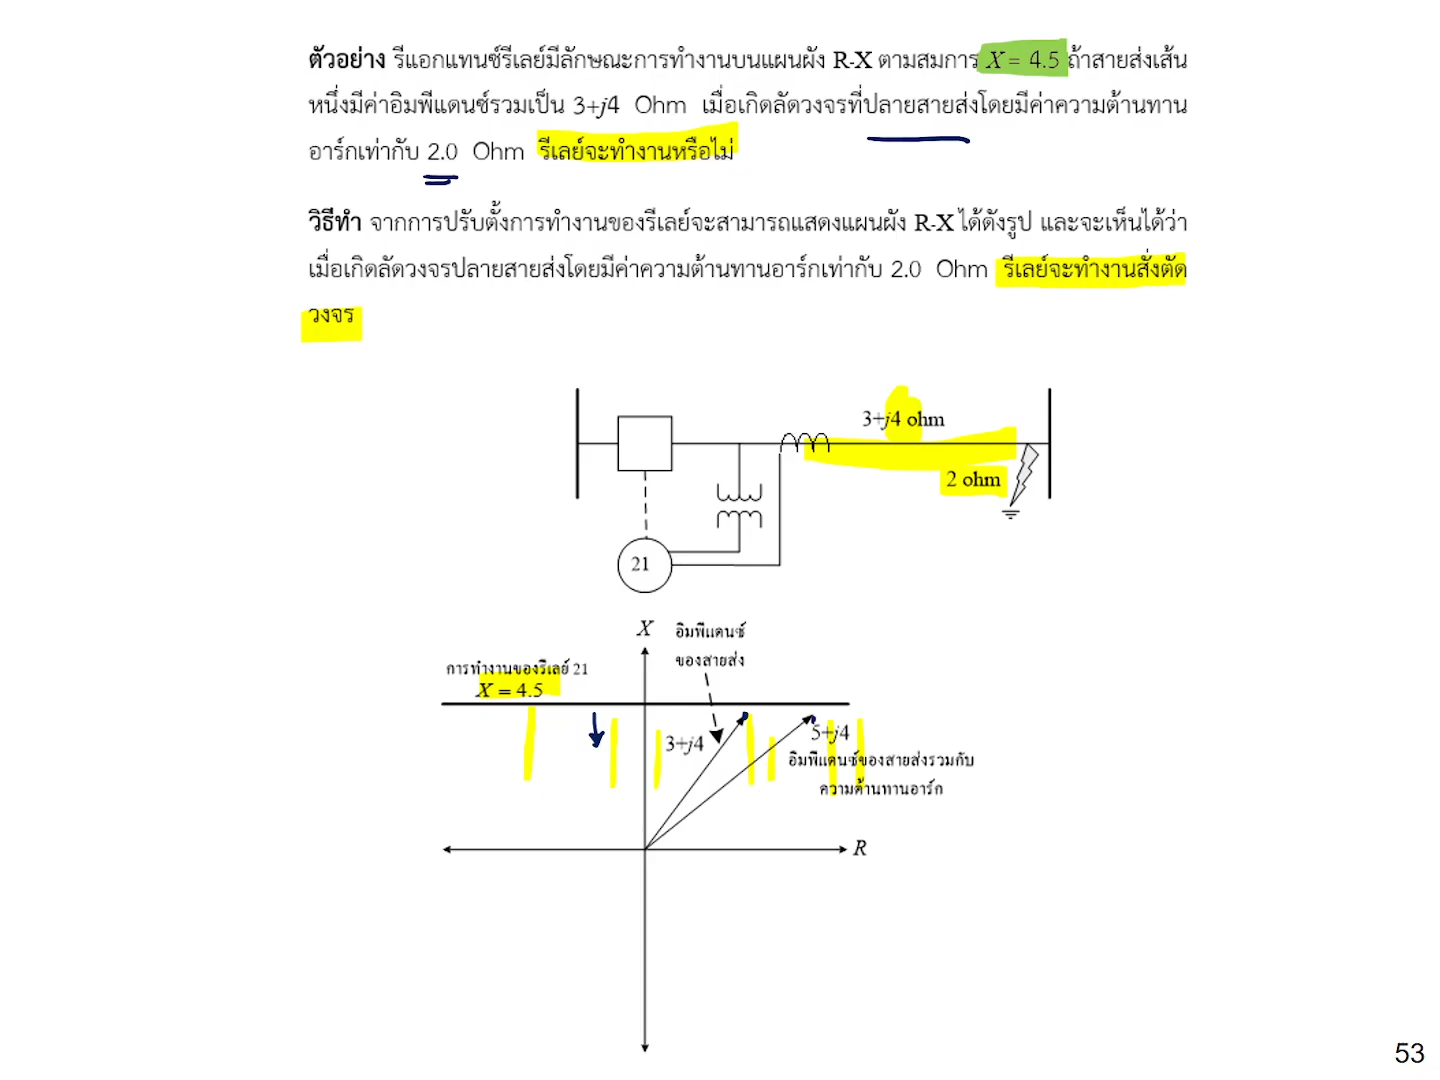 ตัวอย่าง รีแอกแทนซ์รีเลย์มีลักษณะการทำงานบนแผนผัง R-X ตามสมการ X = 4.5 ถ้าสายส่งเส้น
หนึ่งมีค่าอิมพีแดนซ์รวมเป็น 3+j4 Ohm เมื่อเกิดลัดวงจรที่ปลายสายส่งโดยมีค่าความต้านทาน
อาร์กเท่ากับ 2.0 Ohm รีเลย์จะทำงานหรือไม่
วิธีทำ จากการปรับตั้งการทำงานของรีเลย์จะสามารถแสดงแผนผัง R-X ได้ดังรูป และจะเห็นได้ว่า
เมื่อเกิดลัดวงจรปลายสายส่งโดยมีค่าความต้านทานอาร์กเท่ากับ 2.0 Ohm รีเลย์จะทำงานสั่งตัด
วงจร
3+j4 ohm
2 ohm
21
X
อิมพีแดนซ์
ของสายส่ง
การทำงานของรีเลย์ 21
X = 4.5
3+j4
5+j4
อิมพีแดนซ์ของสายส่งรวมกับ
ความต้านทานอาร์ก
R
53